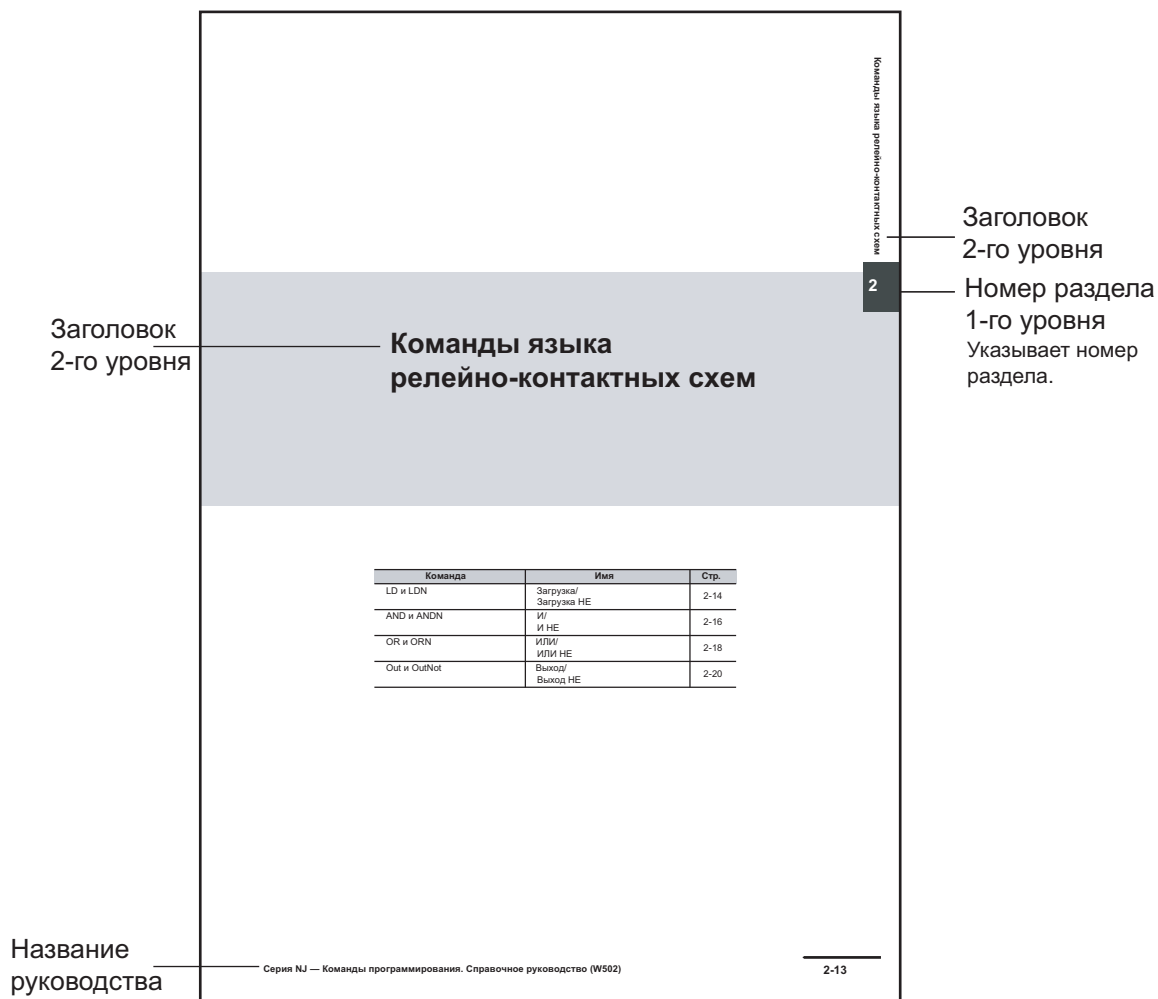 Команды языка релейно-контактных схем
Заголовок
2-го уровня
2
Номер раздела
1-го уровня
Указывает номер
раздела.
Заголовок
2-го уровня
Команды языка
релейно-контактных схем
Команда Имя Стр.
LD и LDN Загрузка/
Загрузка НЕ 2-14
AND и ANDN И/
И НЕ 2-16
OR и ORN ИЛИ/
ИЛИ НЕ 2-18
Out и OutNot Выход/
Выход НЕ 2-20
Название
руководства
Серия NJ — Команды программирования. Справочное руководство (W502)
2-13